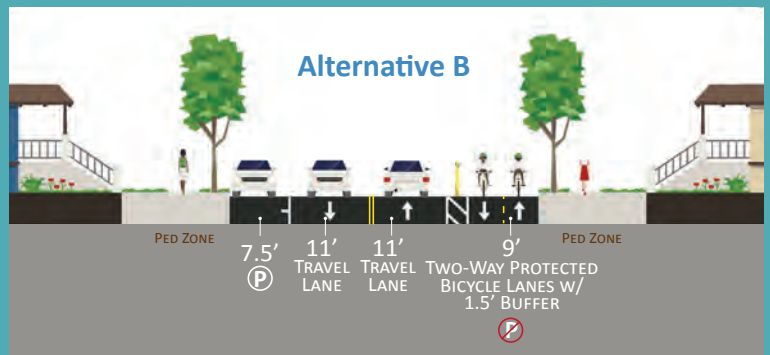 Alternative B
PED ZONE
7.5’
P
11’
TRAVEL
LANE
11’
TRAVEL
LANE
9’
TWO-WAY PROTECTED
BICYCLE LANES W/
1.5’ BUFFER
P
PED ZONE